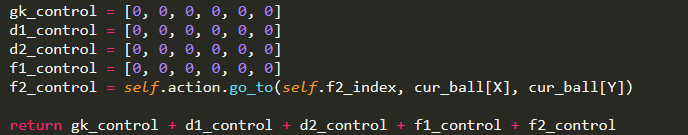 gk_control = [0, 0, 0, 0, 0, 0]
d1_control = [0, 0, 0, 0, 0, 0]
d2_control = [0, 0, 0, 0, 0, 0]
f1_control = [0, 0, 0, 0, 0, 0]
f2_control = self.action.go_to(self.f2_index, cur_ball[X], cur_ball[Y])
return gk_control + d1_control + d2_control + f1_control + f2_control